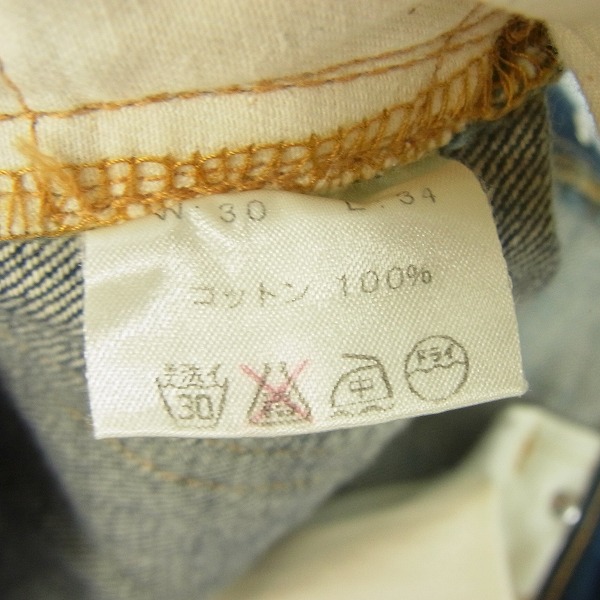 W: 30 L: 34
コットン 100%
手洗イ 30 中 ドライ